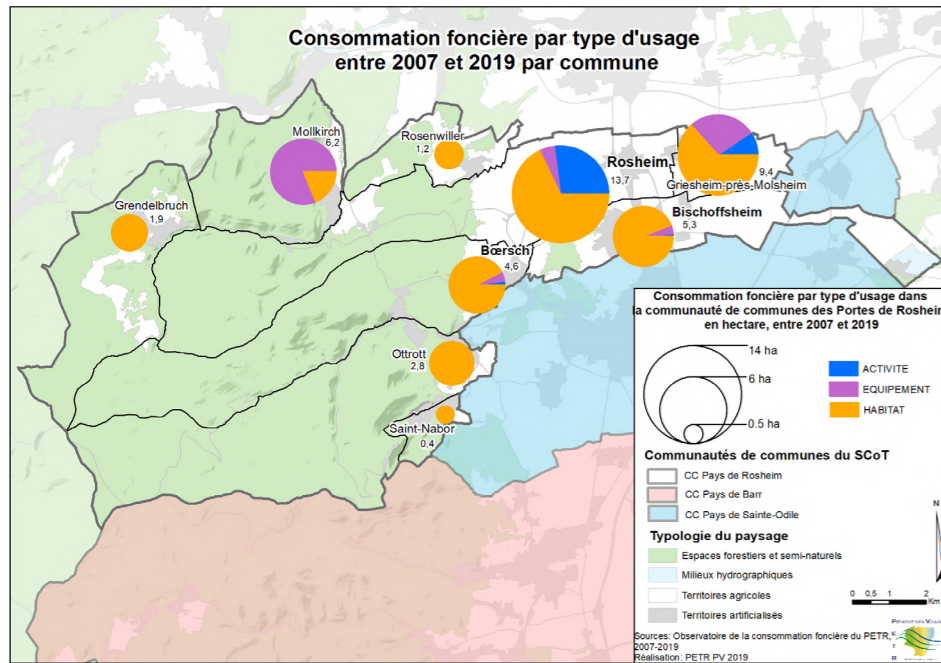 Consommation foncière par type d'usage
entre 2007 et 2019 par commune
Mollkirch
6,2
Rosenwiller
1,2
Rosheim
13,7
9,4
Griesheim-près-Molsheim
Grendelbruch
1,9
Bischoffsheim
5,3
Bœrsch
4,6
Ottrott
2,8
Saint-Nabor
0,4
Consommation foncière par type d'usage dans
la communauté de communes des Portes de Rosheim
en hectare, entre 2007 et 2019
14 ha
6 ha
0.5 ha
ACTIVITE
EQUIPEMENT
HABITAT
Communautés de communes du SCoT
CC Pays de Rosheim
CC Pays de Barr
CC Pays de Sainte-Odile
Typologie du paysage
Espaces forestiers et semi-naturels
Milieux hydrographiques
Territoires agricoles
Territoires artificialisés
N
0 0,5 1 2
Km
Sources: Observatoire de la consommation foncière du PETR,
2007-2019
Réalisation: PETR PV 2019
P E T R